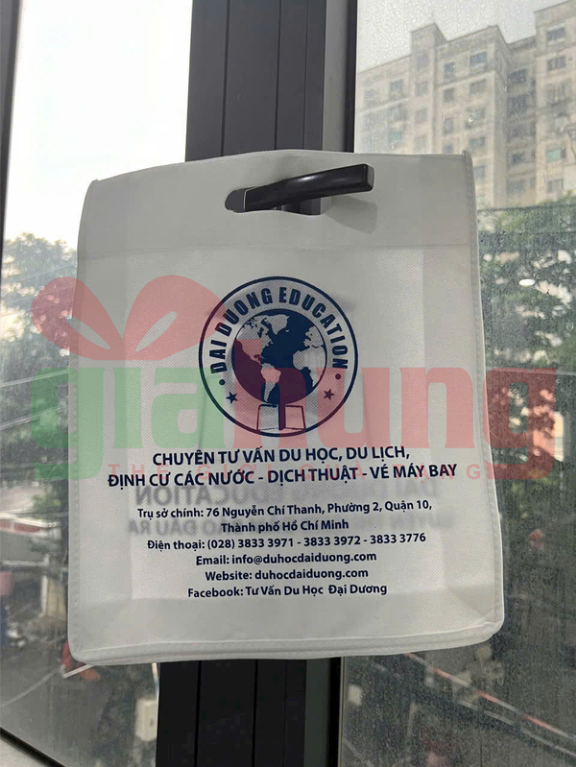 DAI DUONG EDUCATION
giahung
CHUYÊN TƯ VẤN DU HỌC, DU LỊCH,
ĐỊNH CƯ CÁC NƯỚC - DỊCH THUẬT - VÉ MÁY BAY
Trụ sở chính: 76 Nguyễn Chí Thanh, Phường 2, Quận 10,
Thành phố Hồ Chí Minh
Điện thoại: (028) 3833 3971 - 3833 3972 - 3833 3776
Email: info@duhocdaiduong.com
Website: duhocdaiduong.com
Facebook: Tư Vấn Du Học Đại Dương